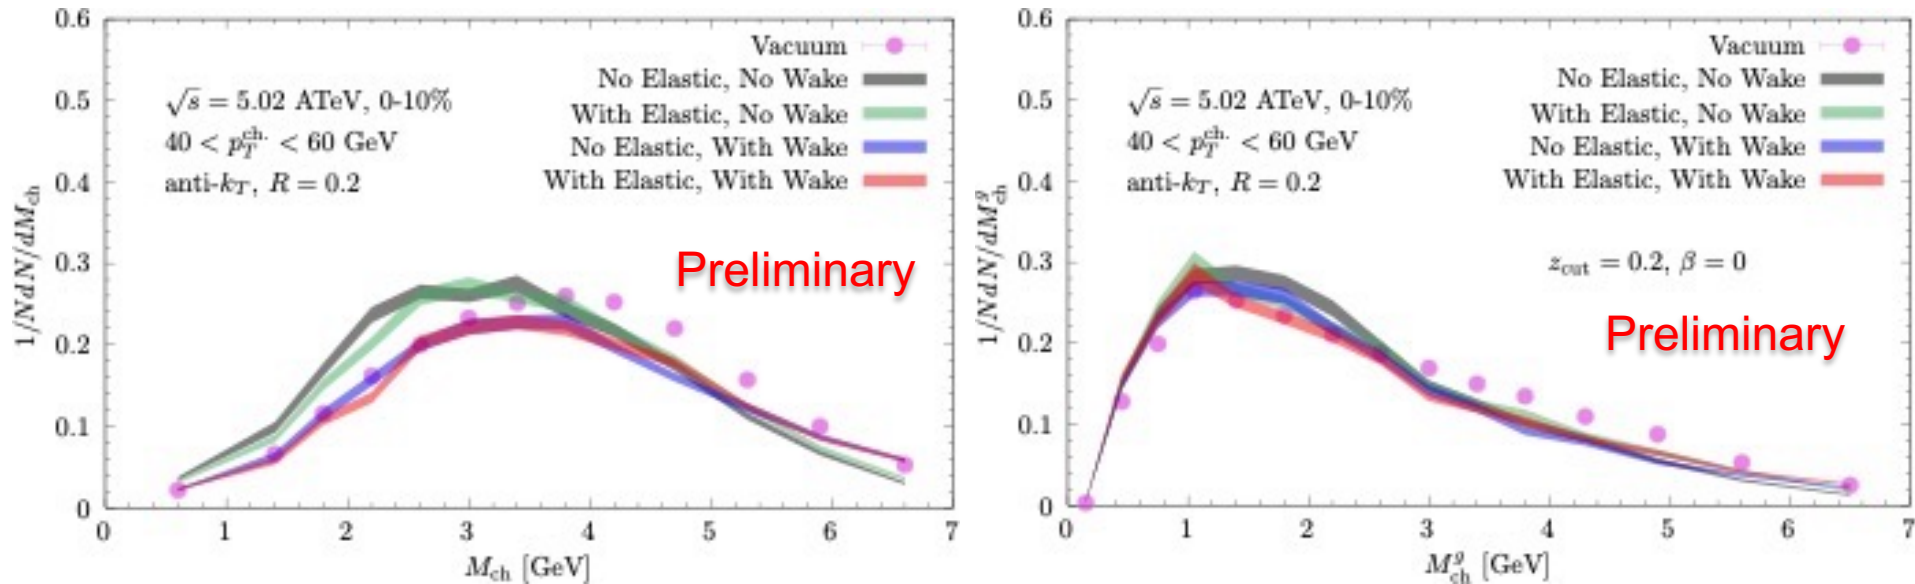 0.6
0.5
0.4
0.3
0.2
0.1
0
1/NdN/dM_ch
0 1 2 3 4 5 6 7
M_ch [GeV]
√s = 5.02 ATeV, 0-10%
40 < p_T^ch. < 60 GeV
anti-k_T, R = 0.2
Vacuum
No Elastic, No Wake
With Elastic, No Wake
No Elastic, With Wake
With Elastic, With Wake
Preliminary
0.6
0.5
0.4
0.3
0.2
0.1
0
1/NdN/dM_ch^g
0 1 2 3 4 5 6 7
M_ch^g [GeV]
√s = 5.02 ATeV, 0-10%
40 < p_T^ch. < 60 GeV
anti-k_T, R = 0.2
Vacuum
No Elastic, No Wake
With Elastic, No Wake
No Elastic, With Wake
With Elastic, With Wake
z_cut = 0.2, β = 0
Preliminary